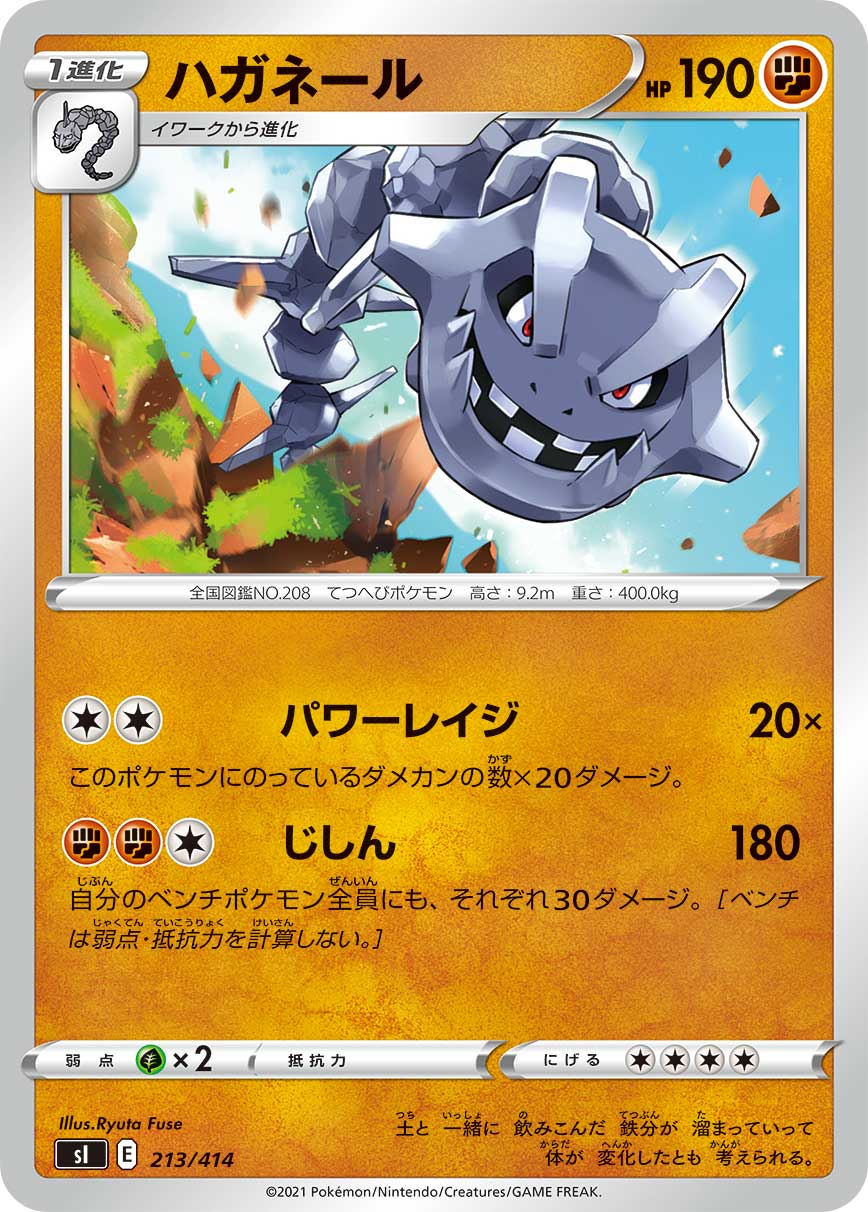 1進化
ハガネール
HP 190
イワークから進化
全国図鑑NO.208 てつへびポケモン 高さ：9.2m 重さ：400.0kg
パワーレイジ 20×
このポケモンにのっているダメカンの数×20ダメージ。
じしん 180
自分のベンチポケモン全員にも、それぞれ30ダメージ。［ベンチ
は弱点・抵抗力を計算しない。］
弱点 ×2 抵抗力 にげる
Illus.Ryuta Fuse
土と 一緒に 飲みこんだ 鉄分が 溜まっていって
体が 変化したとも 考えられる。
sI E 213/414
©2021 Pokémon/Nintendo/Creatures/GAME FREAK.